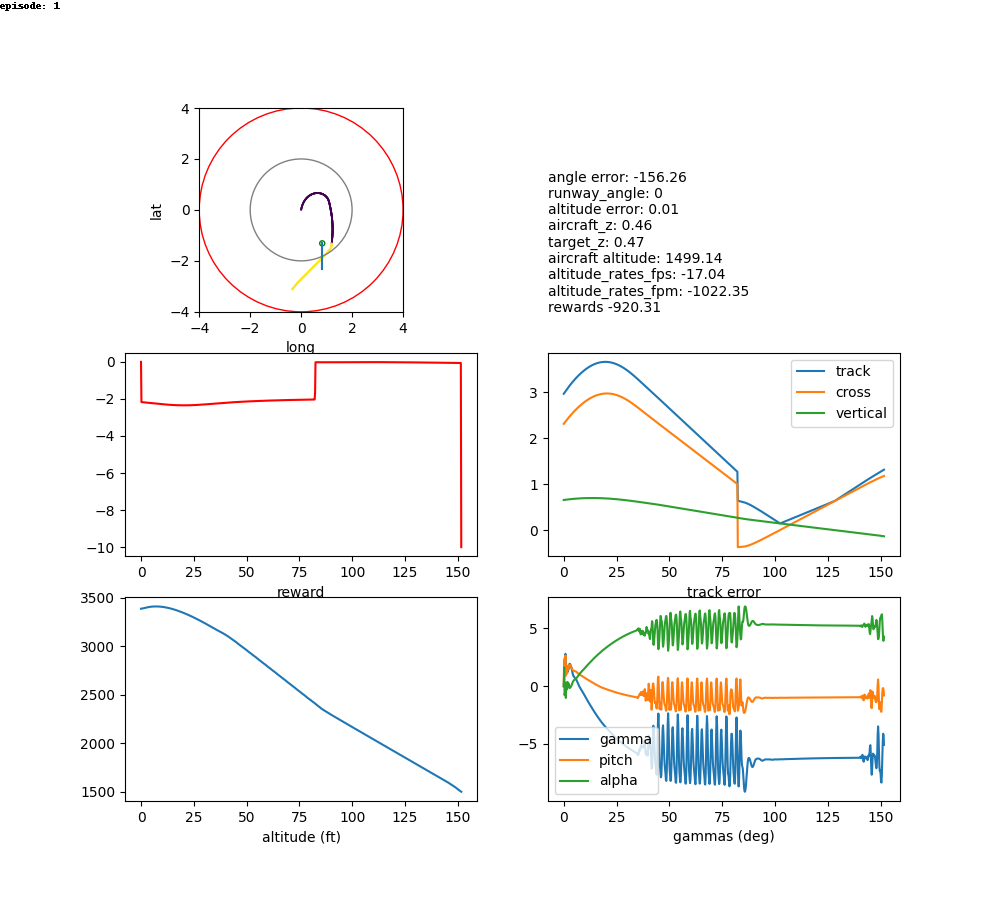 episode: 1
4
2
0
−2
−4
lat
−4 −2 0 2 4
long
angle error: -156.26
runway_angle: 0
altitude error: 0.01
aircraft_z: 0.46
target_z: 0.47
aircraft altitude: 1499.14
altitude_rates_fps: -17.04
altitude_rates_fpm: -1022.35
rewards -920.31
0
−2
−4
−6
−8
−10
0 25 50 75 100 125 150
reward
3
2
1
0
track
cross
vertical
0 25 50 75 100 125 150
track error
3500
3000
2500
2000
1500
0 25 50 75 100 125 150
altitude (ft)
5
0
−5
gamma
pitch
alpha
0 25 50 75 100 125 150
gammas (deg)